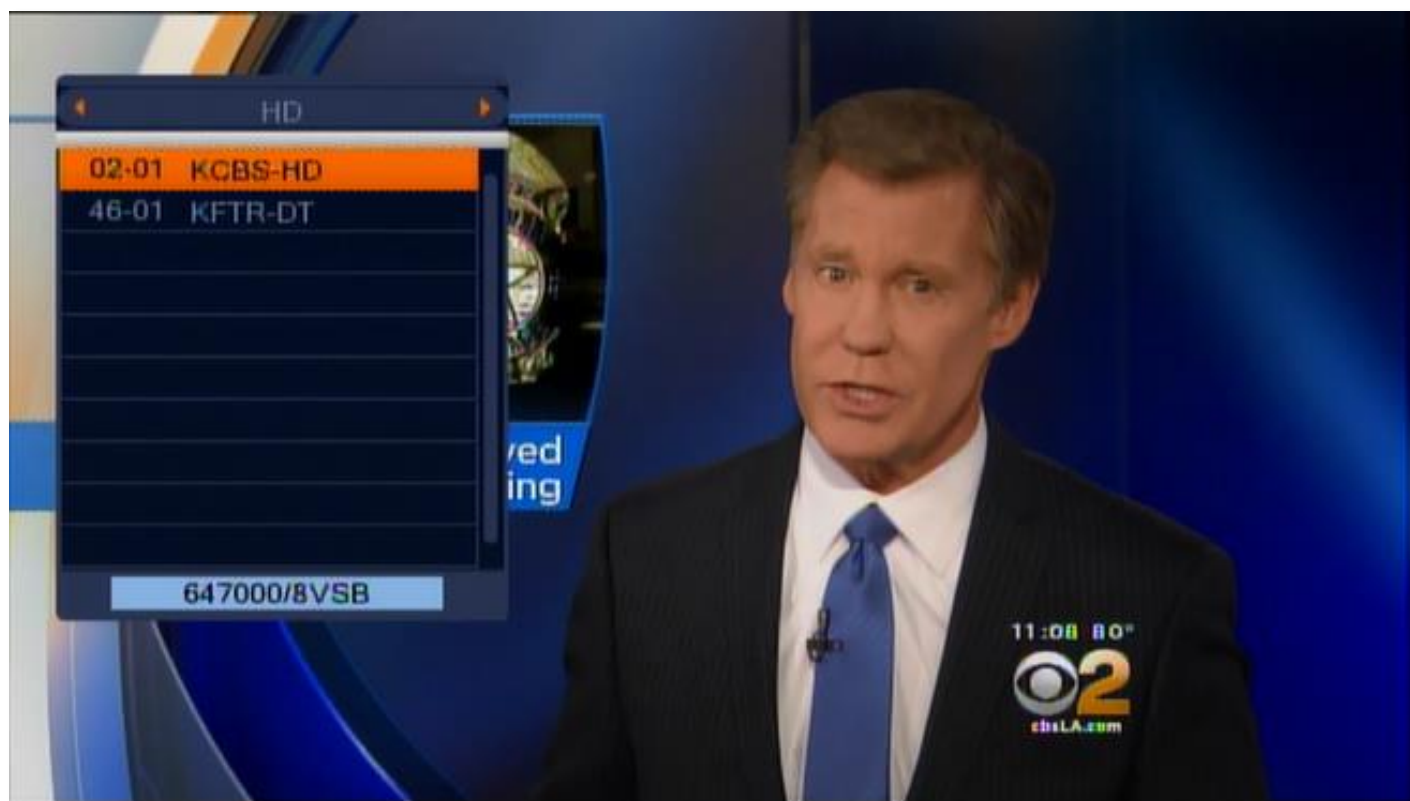 HD
02-01 KCBS-HD
46-01 KFTR-DT
ved
ing
647000/8VSB
11:08 80°
2
cbsLA.com